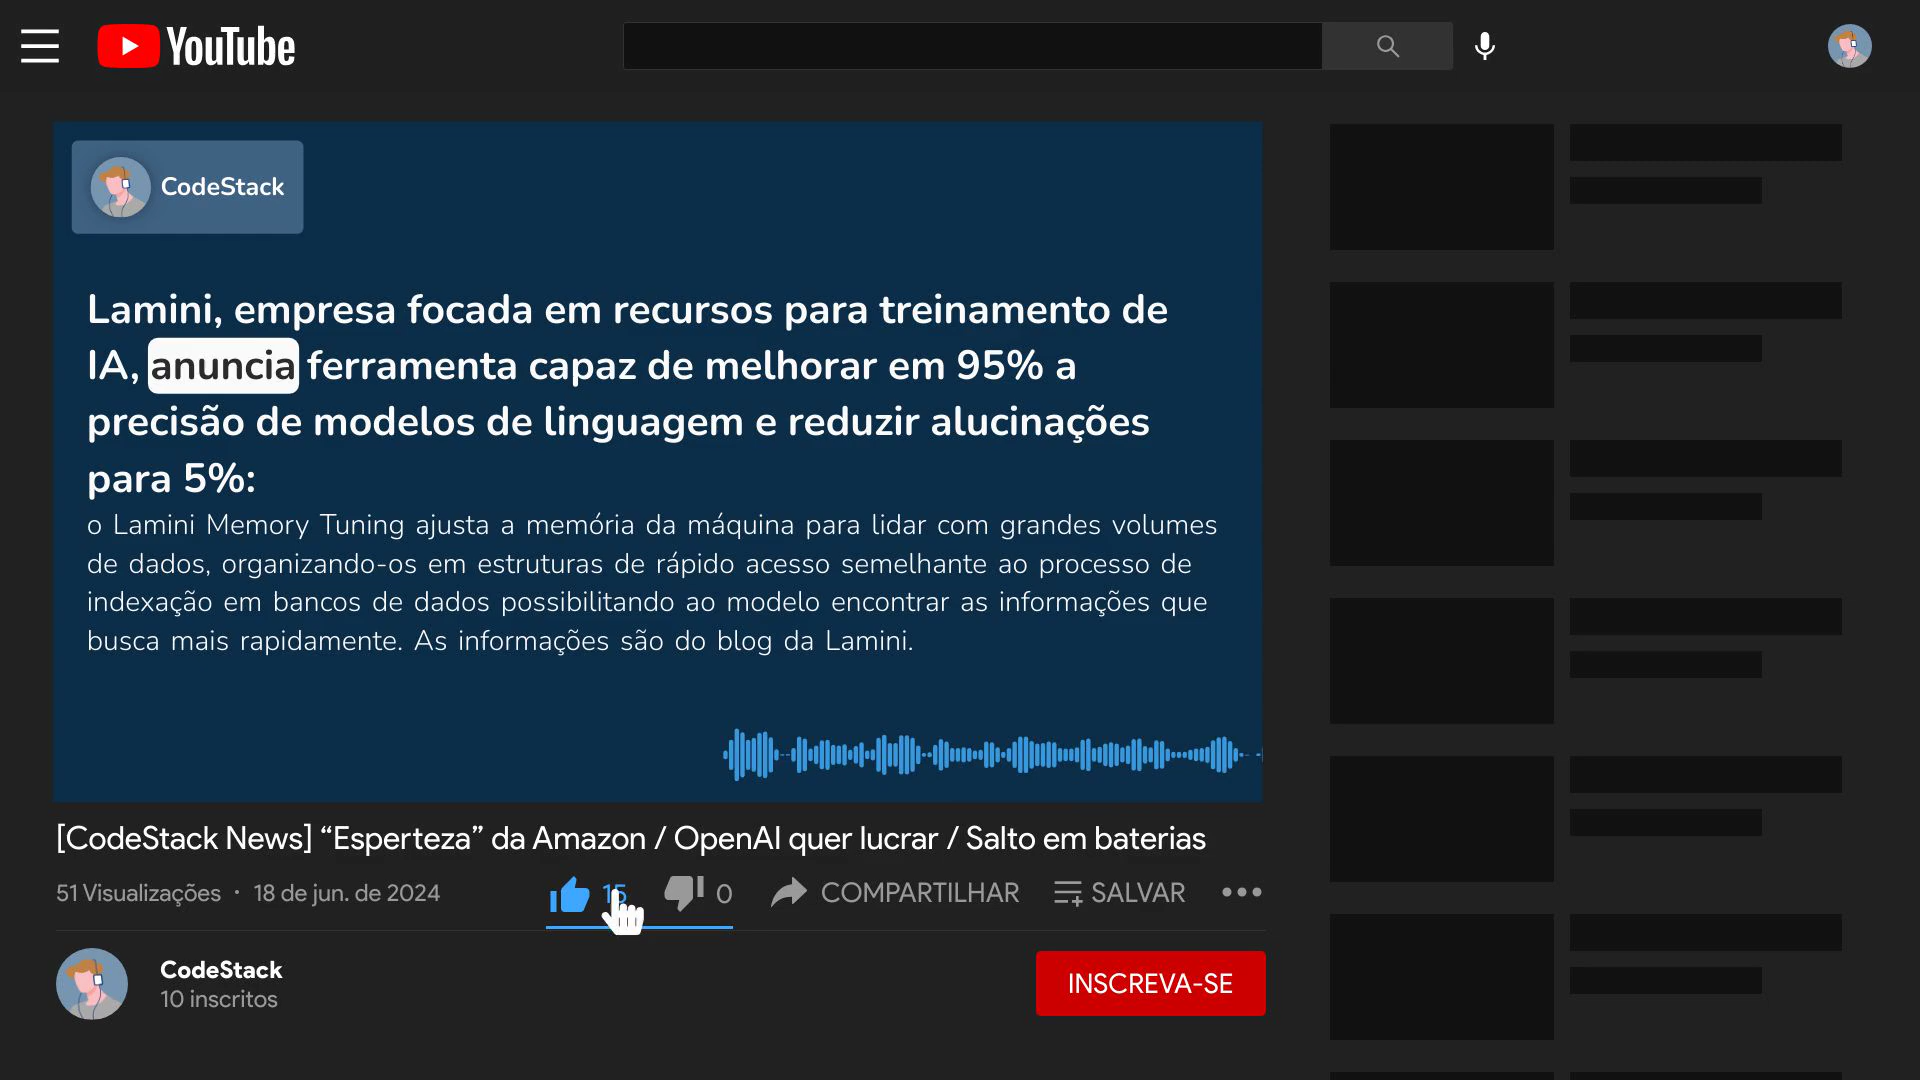 YouTube
CodeStack
Lamini, empresa focada em recursos para treinamento de
IA, anuncia ferramenta capaz de melhorar em 95% a
precisão de modelos de linguagem e reduzir alucinações
para 5%:
o Lamini Memory Tuning ajusta a memória da máquina para lidar com grandes volumes
de dados, organizando-os em estruturas de rápido acesso semelhante ao processo de
indexação em bancos de dados possibilitando ao modelo encontrar as informações que
busca mais rapidamente. As informações são do blog da Lamini.
[CodeStack News] “Esperteza” da Amazon / OpenAI quer lucrar / Salto em baterias
51 Visualizações · 18 de jun. de 2024 15 0 COMPARTILHAR SALVAR
CodeStack
10 inscritos
INSCREVA-SE